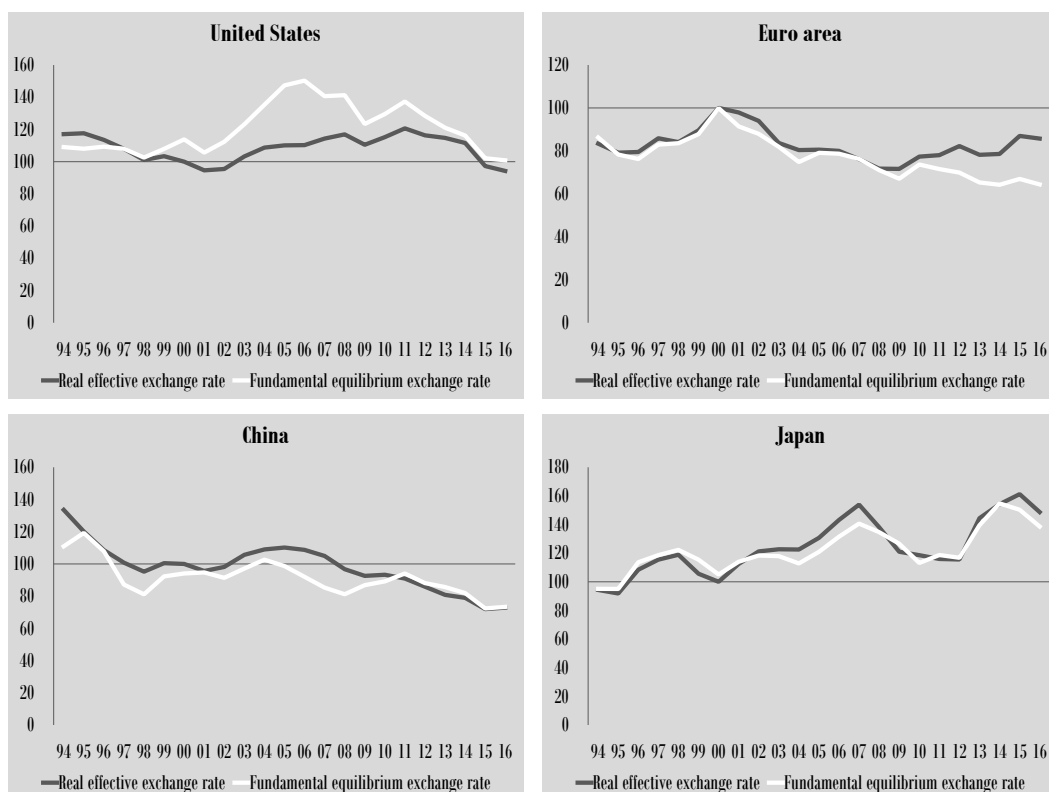 United States
160
140
120
100
80
60
40
20
0
94 95 96 97 98 99 00 01 02 03 04 05 06 07 08 09 10 11 12 13 14 15 16
Real effective exchange rate Fundamental equilibrium exchange rate
Euro area
120
100
80
60
40
20
0
94 95 96 97 98 99 00 01 02 03 04 05 06 07 08 09 10 11 12 13 14 15 16
Real effective exchange rate Fundamental equilibrium exchange rate
China
160
140
120
100
80
60
40
20
0
94 95 96 97 98 99 00 01 02 03 04 05 06 07 08 09 10 11 12 13 14 15 16
Real effective exchange rate Fundamental equilibrium exchange rate
Japan
180
160
140
120
100
80
60
40
20
0
94 95 96 97 98 99 00 01 02 03 04 05 06 07 08 09 10 11 12 13 14 15 16
Real effective exchange rate Fundamental equilibrium exchange rate